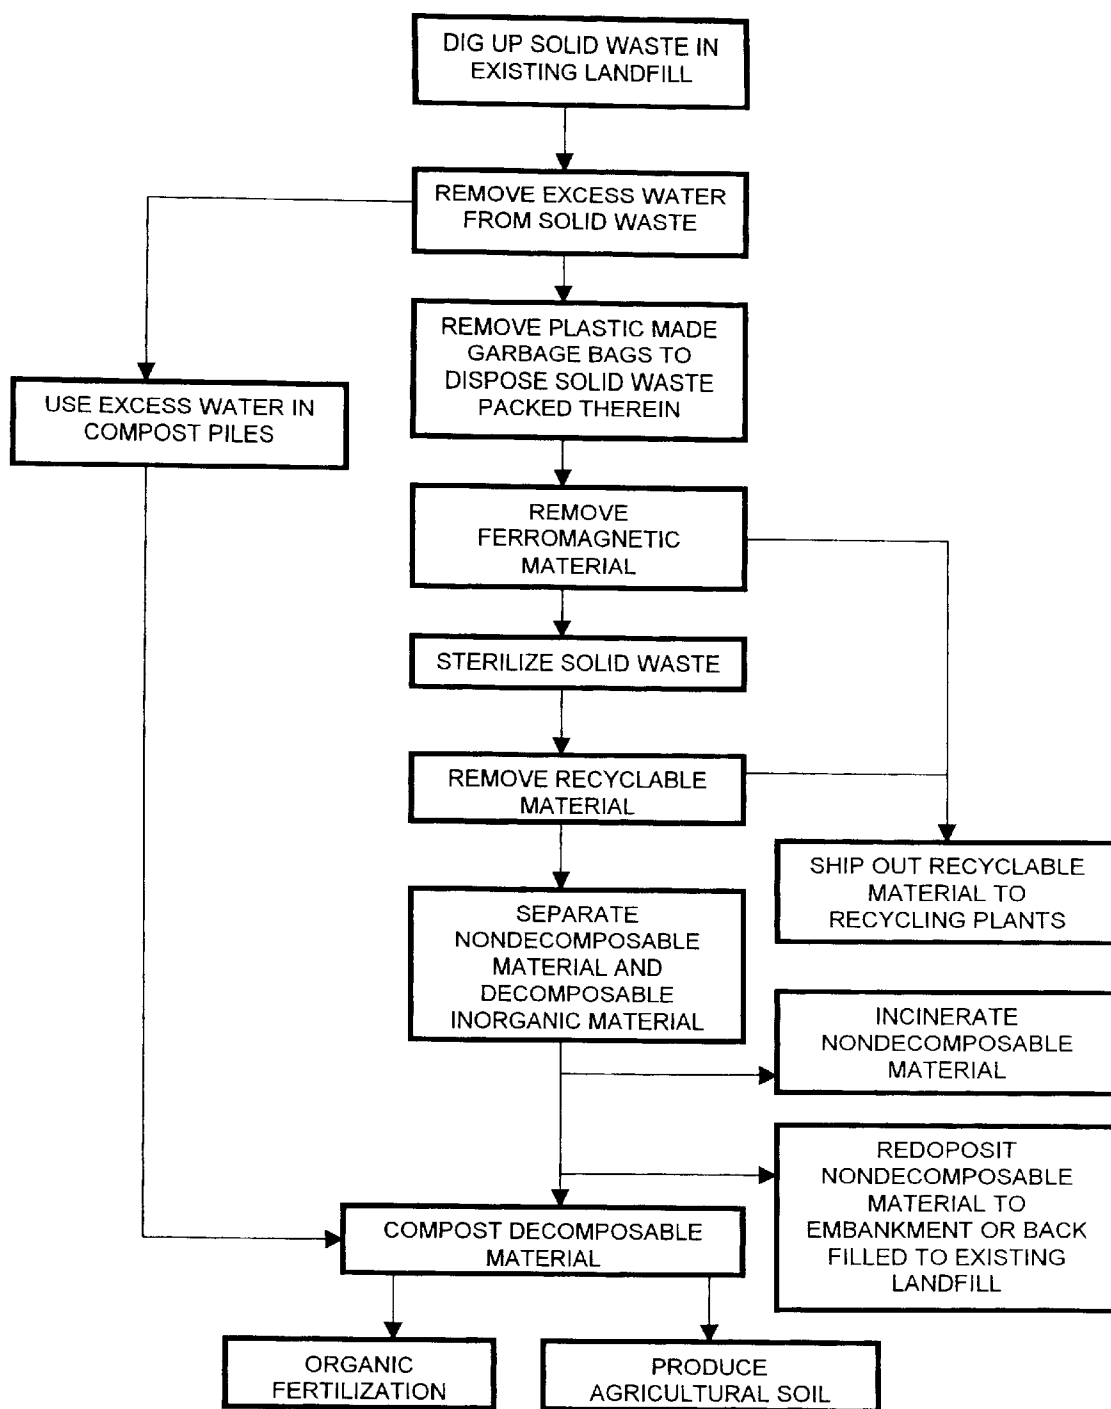 DIG UP SOLID WASTE IN
EXISTING LANDFILL
REMOVE EXCESS WATER
FROM SOLID WASTE
REMOVE PLASTIC MADE
GARBAGE BAGS TO
DISPOSE SOLID WASTE
PACKED THEREIN
USE EXCESS WATER IN
COMPOST PILES
REMOVE
FERROMAGNETIC
MATERIAL
STERILIZE SOLID WASTE
REMOVE RECYCLABLE
MATERIAL
SHIP OUT RECYCLABLE
MATERIAL TO
RECYCLING PLANTS
SEPARATE
NONDECOMPOSABLE
MATERIAL AND
DECOMPOSABLE
INORGANIC MATERIAL
INCINERATE
NONDECOMPOSABLE
MATERIAL
REDOPOSIT
NONDECOMPOSABLE
MATERIAL TO
EMBANKMENT OR BACK
FILLED TO EXISTING
LANDFILL
COMPOST DECOMPOSABLE
MATERIAL
ORGANIC
FERTILIZATION
PRODUCE
AGRICULTURAL SOIL